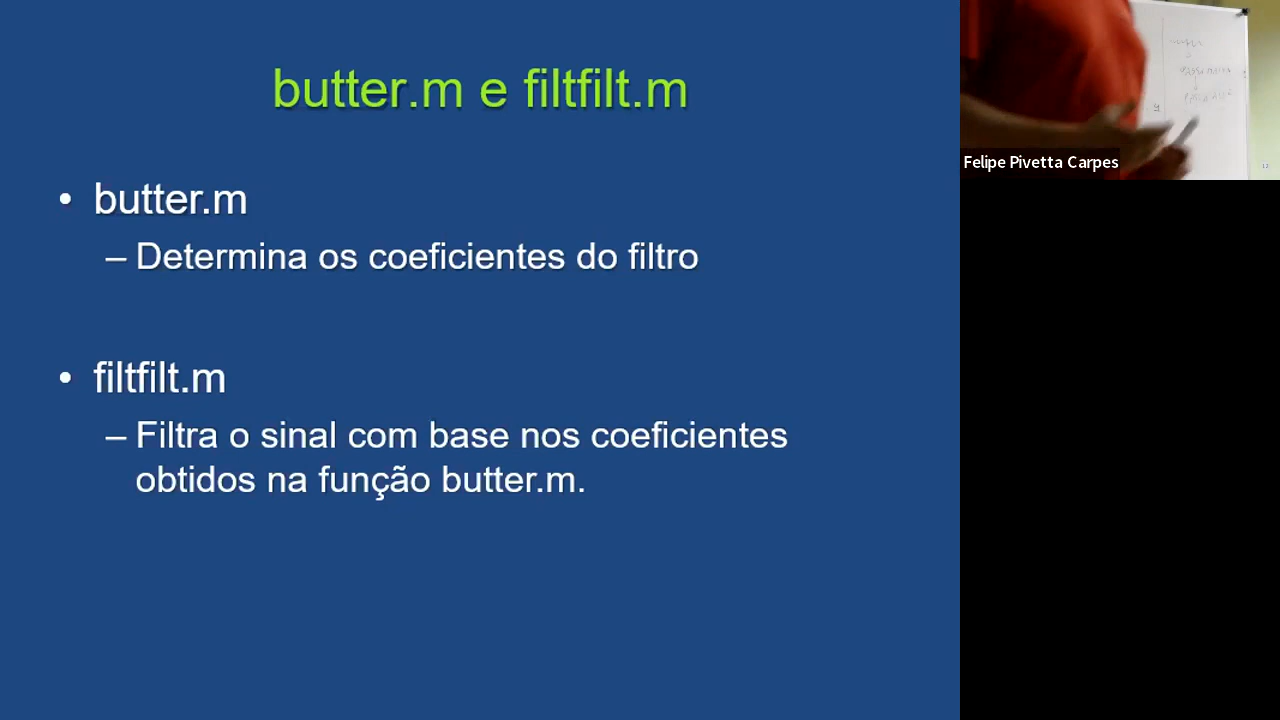 butter.m e filtfilt.m
• butter.m
– Determina os coeficientes do filtro
• filtfilt.m
– Filtra o sinal com base nos coeficientes
obtidos na função butter.m.
Felipe Pivetta Carpes